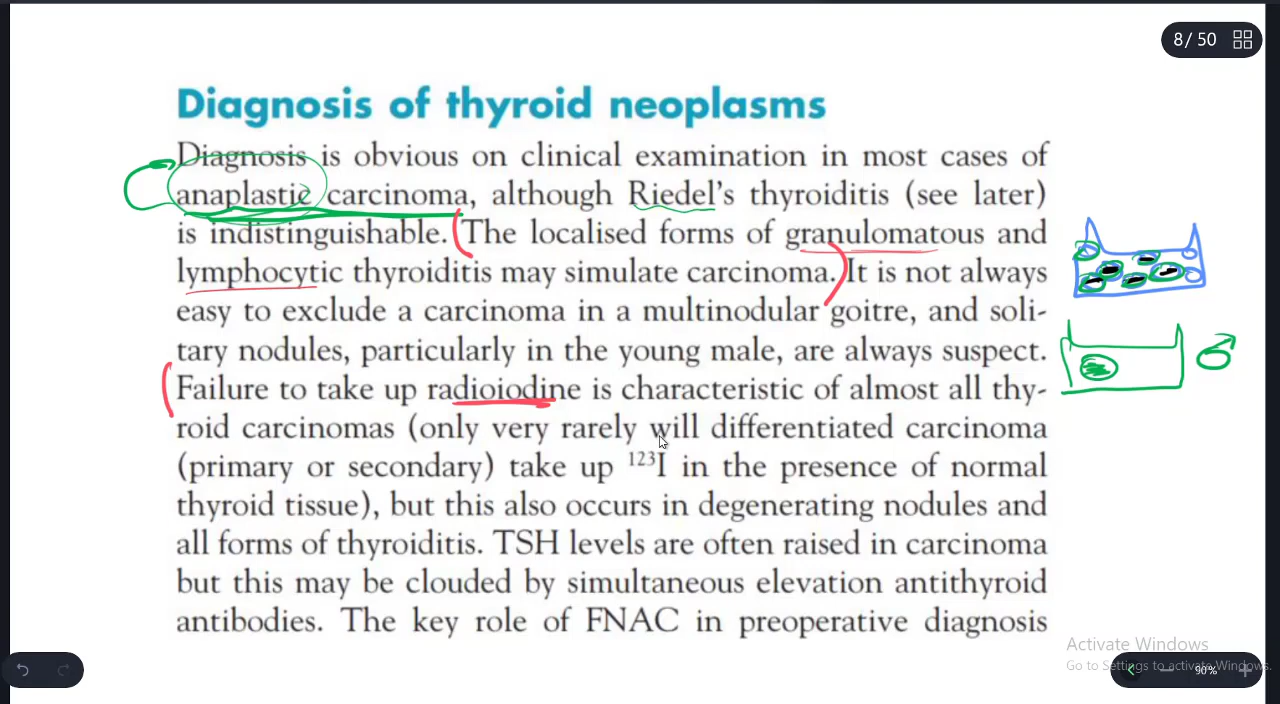 8/ 50
Diagnosis of thyroid neoplasms
Diagnosis is obvious on clinical examination in most cases of
anaplastic carcinoma, although Riedel's thyroiditis (see later)
is indistinguishable. (The localised forms of granulomatous and
lymphocytic thyroiditis may simulate carcinoma.) It is not always
easy to exclude a carcinoma in a multinodular goitre, and soli-
tary nodules, particularly in the young male, are always suspect.
Failure to take up radioiodine is characteristic of almost all thy-
roid carcinomas (only very rarely will differentiated carcinoma
(primary or secondary) take up ¹²³I in the presence of normal
thyroid tissue), but this also occurs in degenerating nodules and
all forms of thyroiditis. TSH levels are often raised in carcinoma
but this may be clouded by simultaneous elevation antithyroid
antibodies. The key role of FNAC in preoperative diagnosis
Activate Windows
Go to Settings to activate Windows.
90%